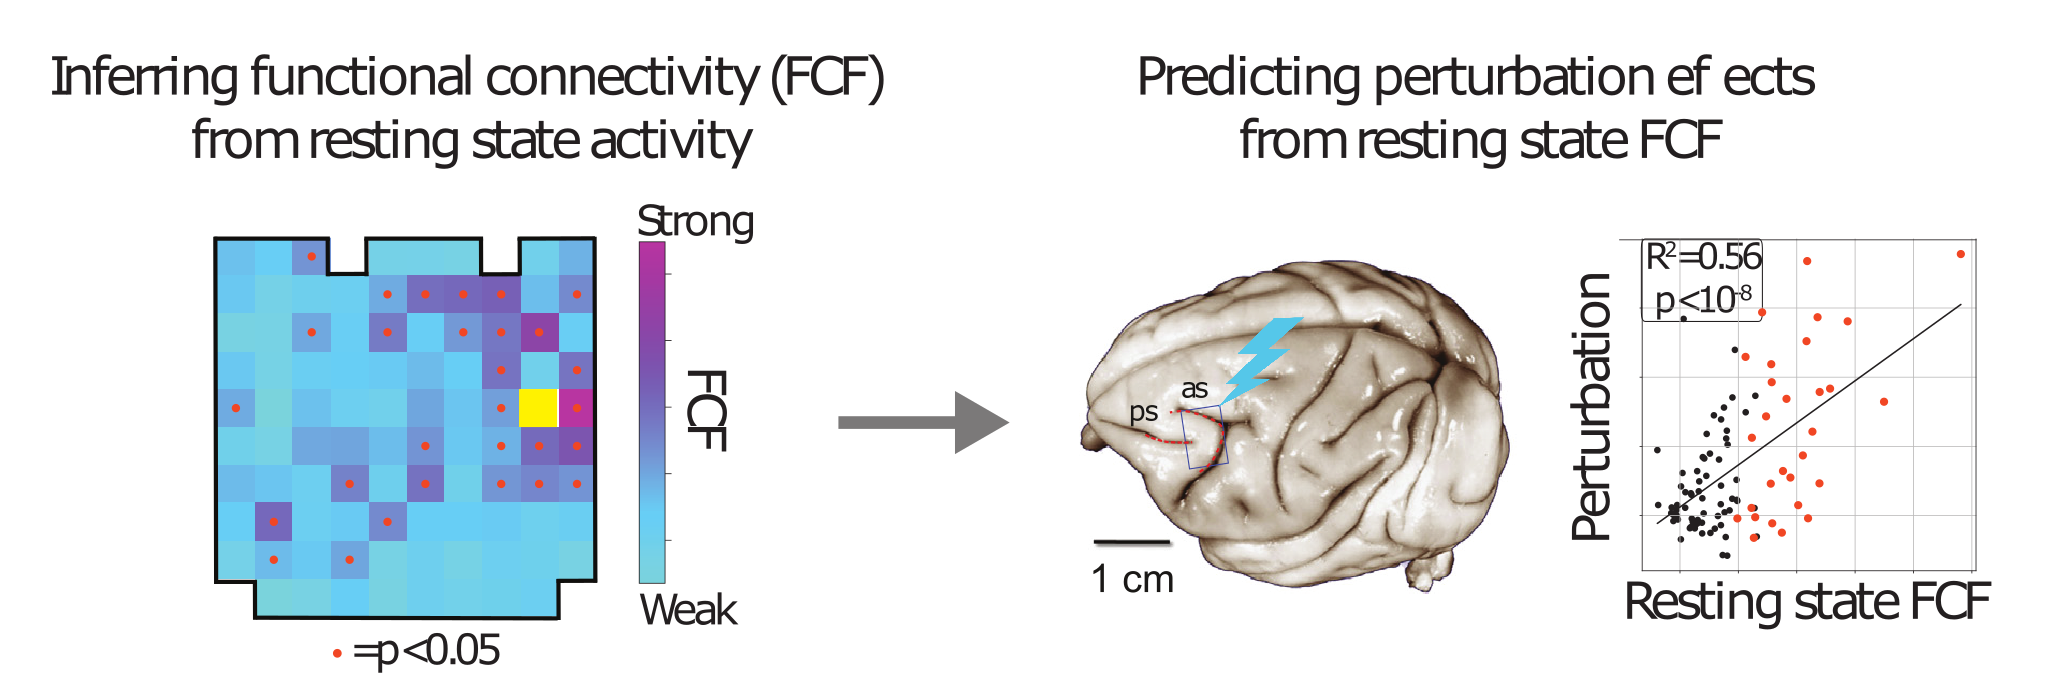 Inferring functional connectivity (FCF)
from resting state activity
Strong
FCF
Weak
=p<0.05
Predicting perturbation ef ects
from resting state FCF
as
ps
1 cm
R²=0.56
p<10⁻⁸
Perturbation
Resting state FCF